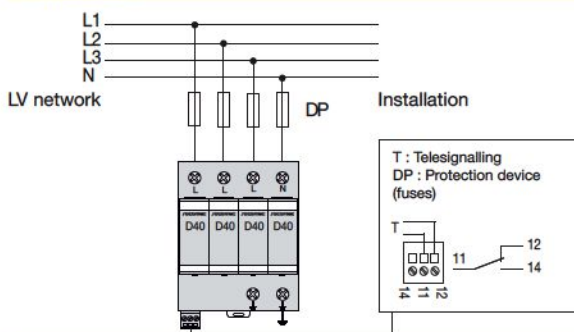 L1
L2
L3
N
LV network
DP
Installation
L L L N
D40 D40 D40 D40
T : Telesignalling
DP : Protection device
(fuses)
T
11
12
14
14 11 12